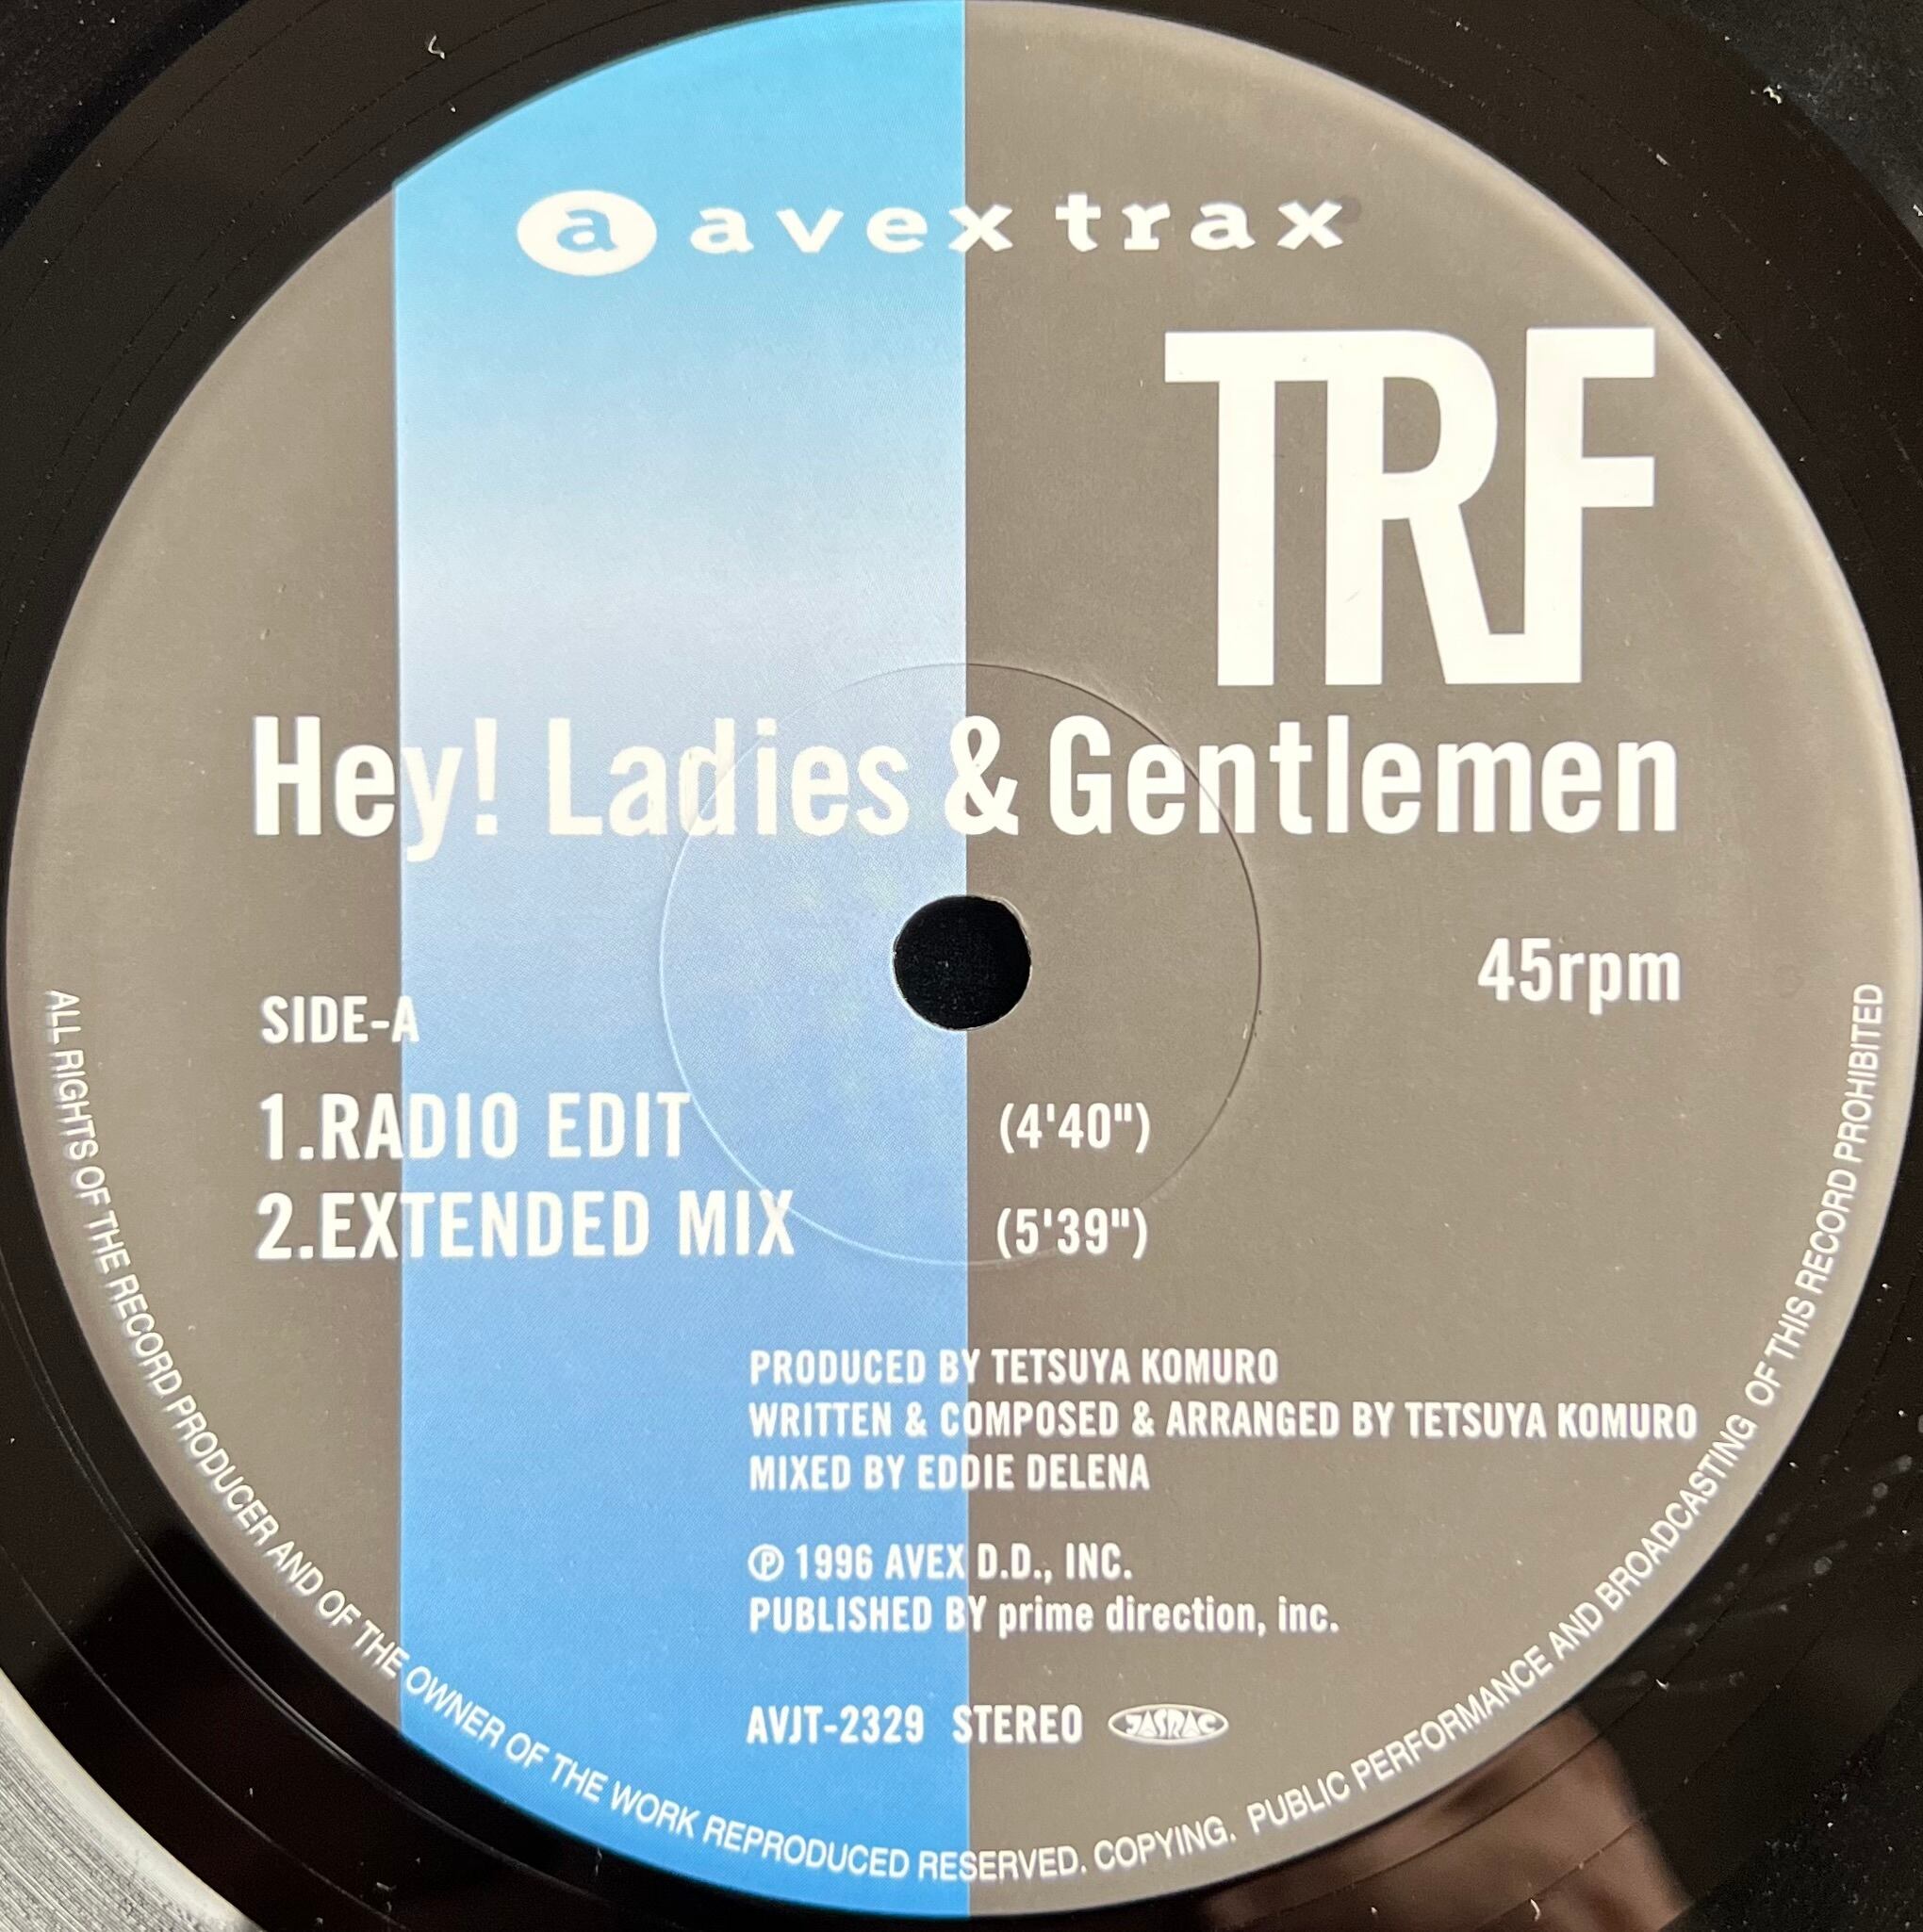 a avex trax
TRF
Hey! Ladies & Gentlemen
45rpm
SIDE-A
1.RADIO EDIT (4'40")
2.EXTENDED MIX (5'39")
PRODUCED BY TETSUYA KOMURO
WRITTEN & COMPOSED & ARRANGED BY TETSUYA KOMURO
MIXED BY EDDIE DELENA
℗ 1996 AVEX D.D., INC.
PUBLISHED BY prime direction, inc.
AVJT-2329 STEREO JASRAC
ALL RIGHTS OF THE RECORD PRODUCER AND OF THE OWNER OF THE WORK REPRODUCED RESERVED. COPYING. PUBLIC PERFORMANCE AND BROADCASTING OF THIS RECORD PROHIBITED